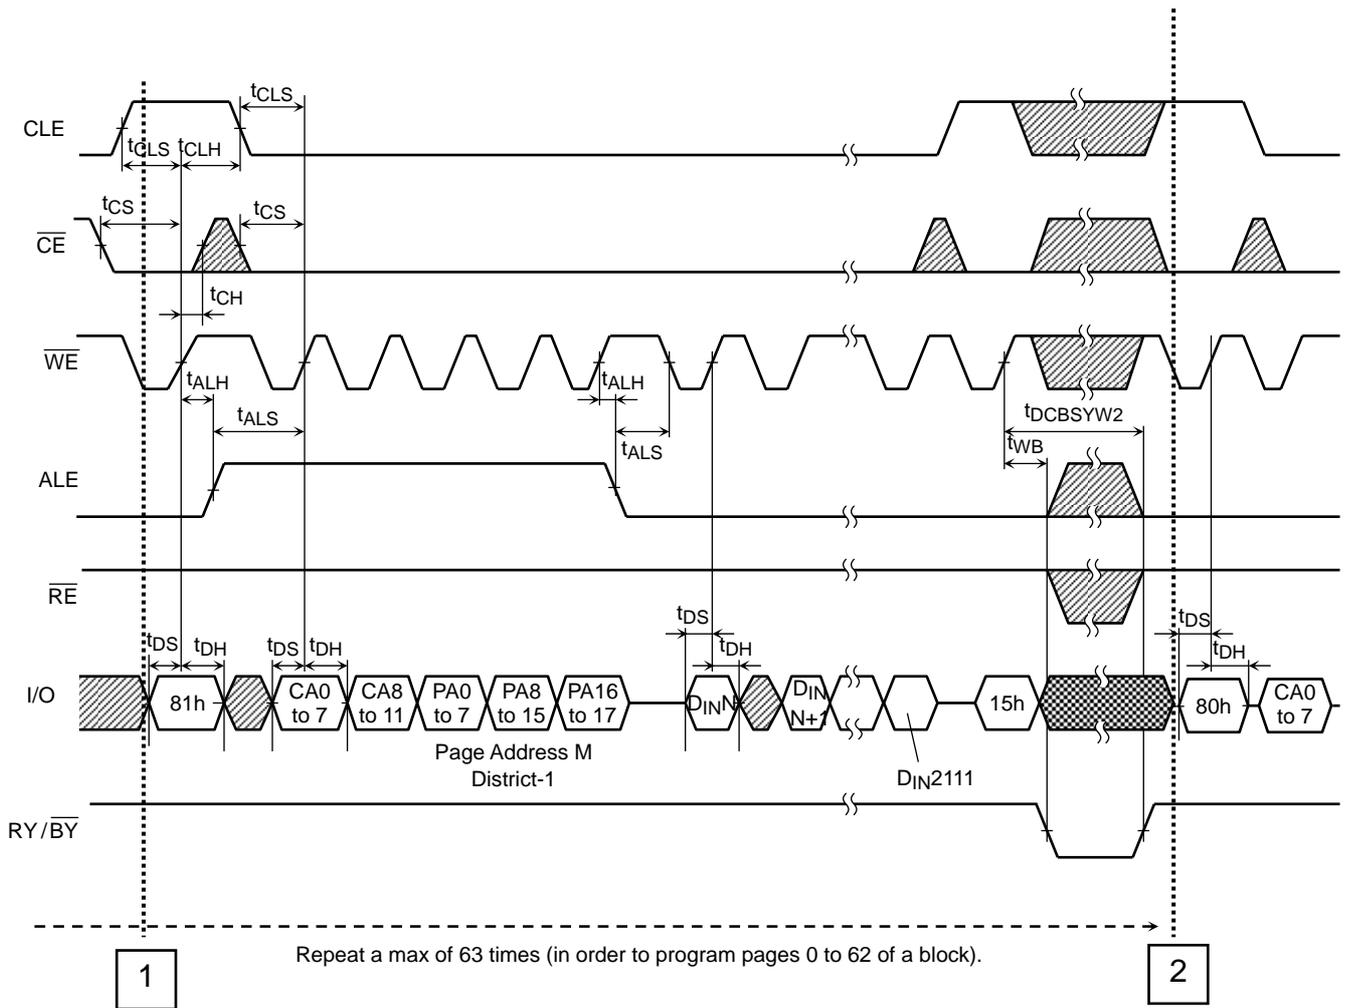 tCLS
CLE
tCLS tCLH
tCS tCS
CE
tCH
WE
tALH tALH
tDCBSYW2
tALS tALS tWB
ALE
RE
tDS tDH tDS tDH tDS tDH tDS tDH
I/O
81h
CA0 to 7
CA8 to 11
PA0 to 7
PA8 to 15
PA16 to 17
DINN
DIN N+1
15h
80h
CA0 to 7
Page Address M
District-1
DIN2111
RY/BY
Repeat a max of 63 times (in order to program pages 0 to 62 of a block).
1
2